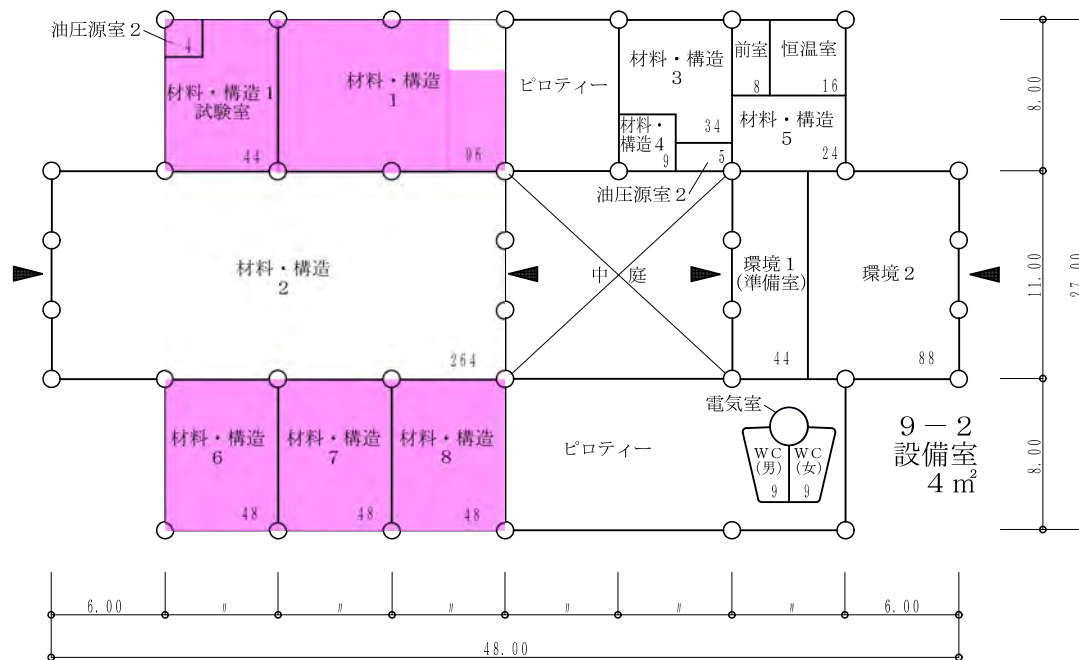 油圧源室2
4
材料・構造1
試験室
44
材料・構造
1
96
ピロティー
材料・構造
3
34
材料・
構造4
9
5
油圧源室2
前室
8
恒温室
16
材料・構造
5
24
8.00
材料・構造
2
264
中庭
環境1
(準備室)
44
環境2
88
11.00
27.00
材料・構造
6
48
材料・構造
7
48
材料・構造
8
48
ピロティー
電気室
WC
(男)
9
WC
(女)
9
9-2
設備室
4㎡
8.00
6.00
〃
〃
〃
〃
〃
〃
6.00
48.00